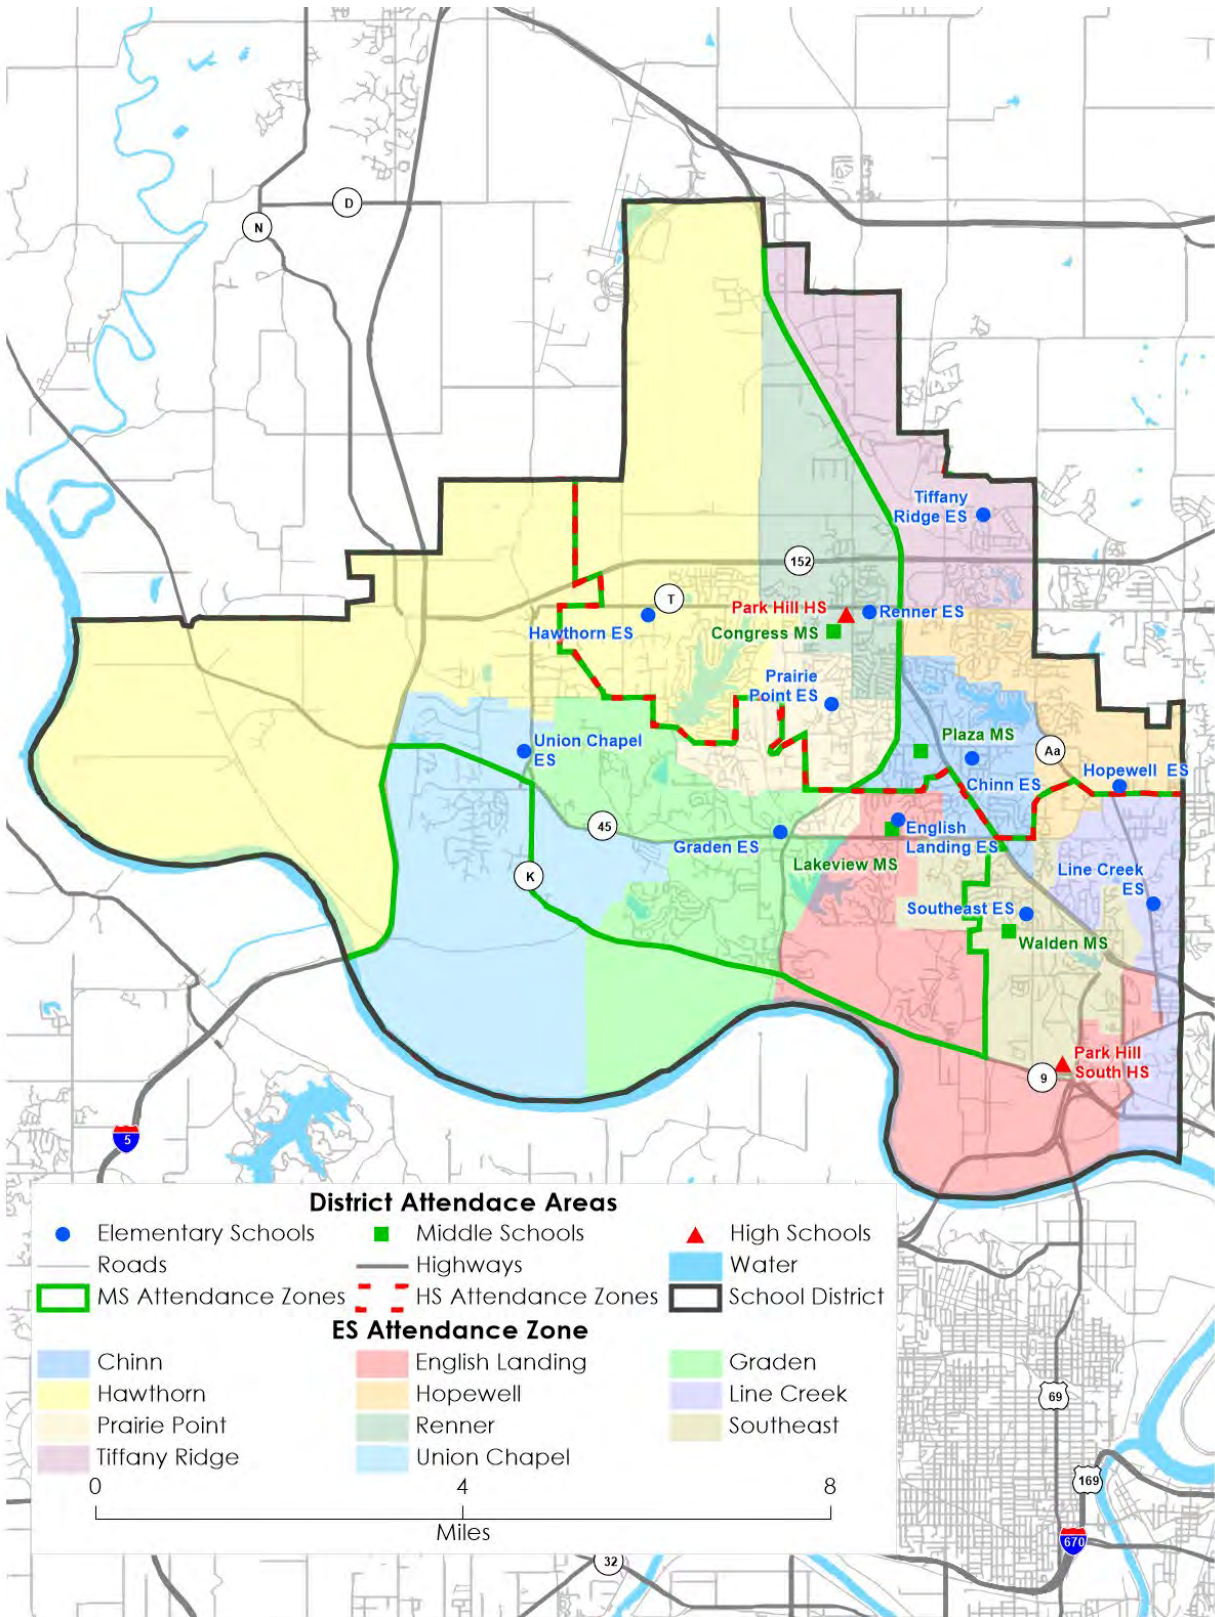 D
N
Tiffany
Ridge ES
152
T
Park Hill HS
Renner ES
Hawthorn ES
Congress MS
Prairie
Point ES
Union Chapel
ES
Plaza MS
Aa
Chinn ES
Hopewell ES
45
English
Landing ES
Graden ES
Lakeview MS
K
Line Creek
ES
Southeast ES
Walden MS
Park Hill
South HS
9
5
District Attendace Areas
Elementary Schools
Middle Schools
High Schools
Roads
Highways
Water
MS Attendance Zones
HS Attendance Zones
School District
ES Attendance Zone
Chinn
English Landing
Graden
Hawthorn
Hopewell
Line Creek
Prairie Point
Renner
Southeast
Tiffany Ridge
Union Chapel
0 4 8
Miles
69
169
670
32